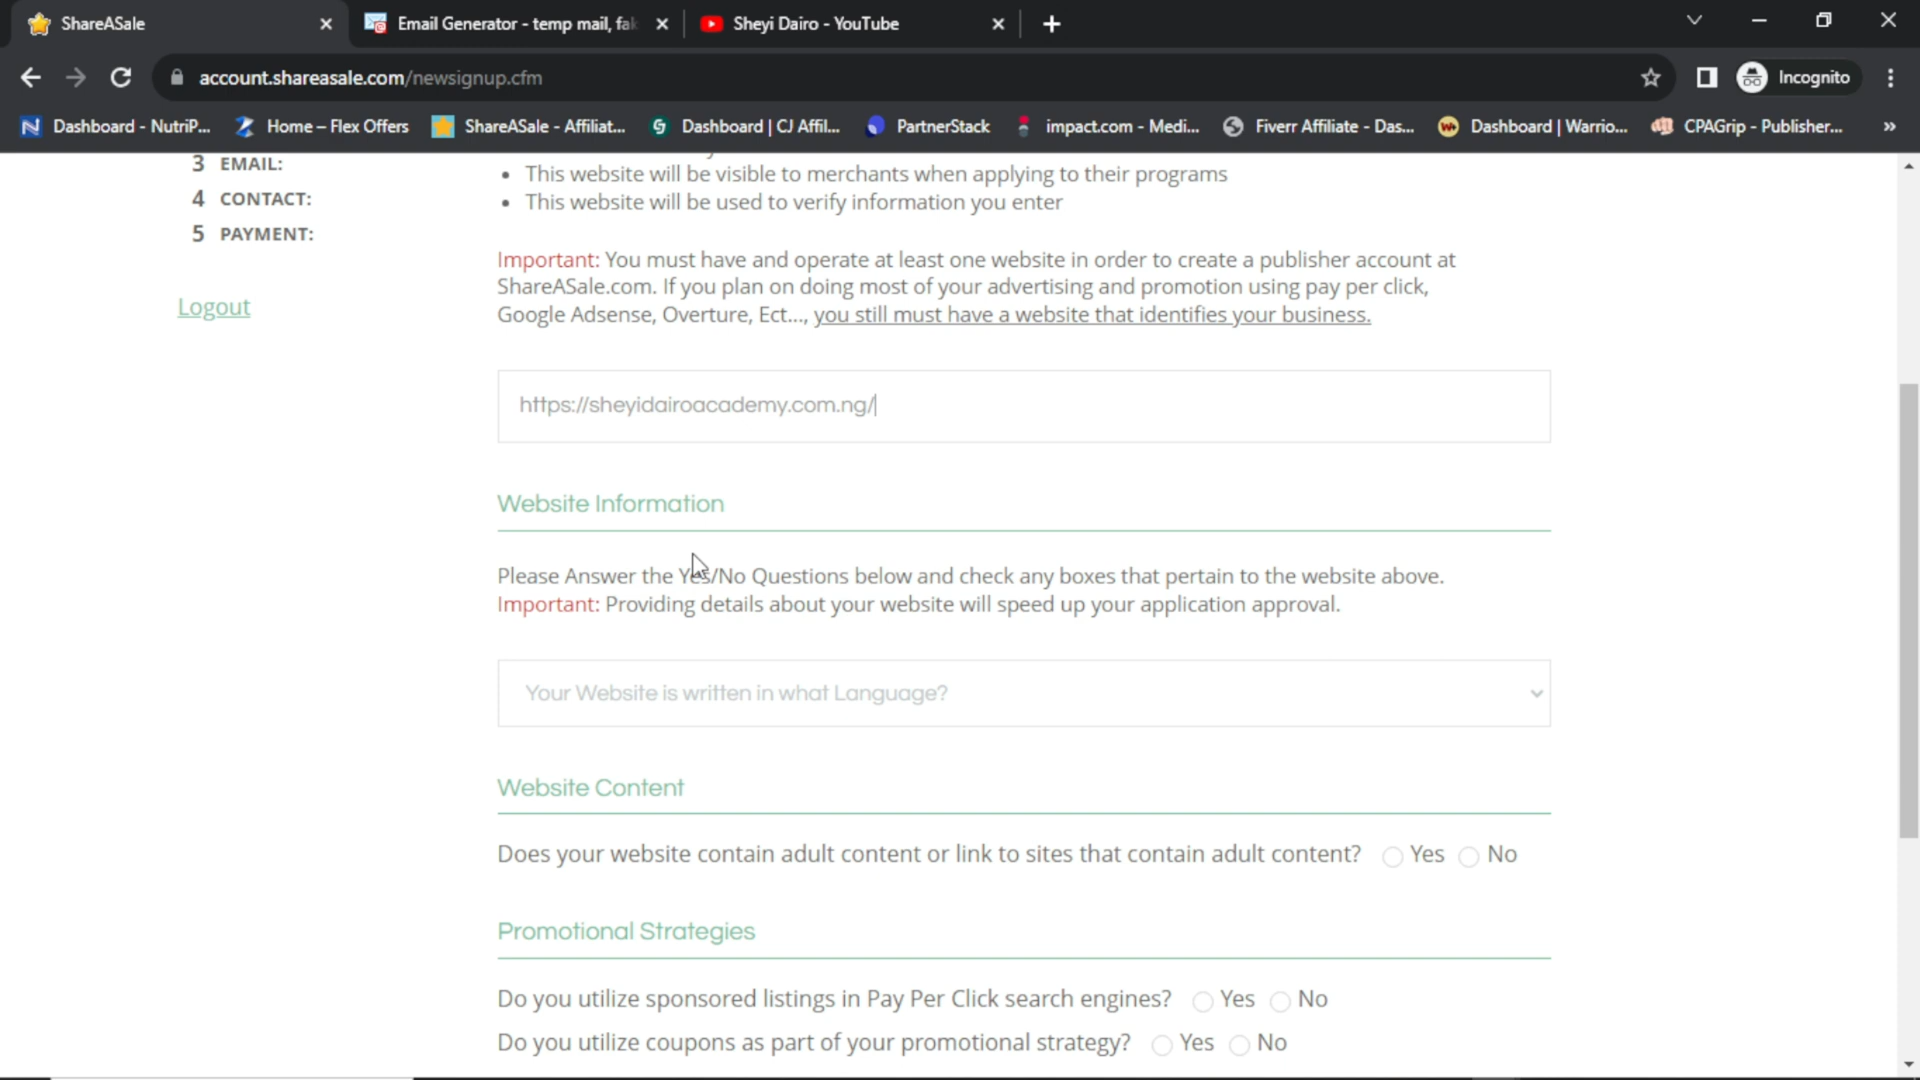 ShareASale
Email Generator - temp mail, fak
Sheyi Dairo - YouTube
account.shareasale.com/newsignup.cfm
Incognito
Dashboard - NutriP...
Home – Flex Offers
ShareASale - Affiliat...
Dashboard | CJ Affil...
PartnerStack
impact.com - Medi...
Fiverr Affiliate - Das...
Dashboard | Warrio...
CPAGrip - Publisher...
»
3 EMAIL:
4 CONTACT:
5 PAYMENT:
Logout
• This website will be visible to merchants when applying to their programs
• This website will be used to verify information you enter
Important: You must have and operate at least one website in order to create a publisher account at
ShareASale.com. If you plan on doing most of your advertising and promotion using pay per click,
Google Adsense, Overture, Ect..., you still must have a website that identifies your business.
https://sheyidairoacademy.com.ng/
Website Information
Please Answer the Yes/No Questions below and check any boxes that pertain to the website above.
Important: Providing details about your website will speed up your application approval.
Your Website is written in what Language?
Website Content
Does your website contain adult content or link to sites that contain adult content? Yes No
Promotional Strategies
Do you utilize sponsored listings in Pay Per Click search engines? Yes No
Do you utilize coupons as part of your promotional strategy? Yes No